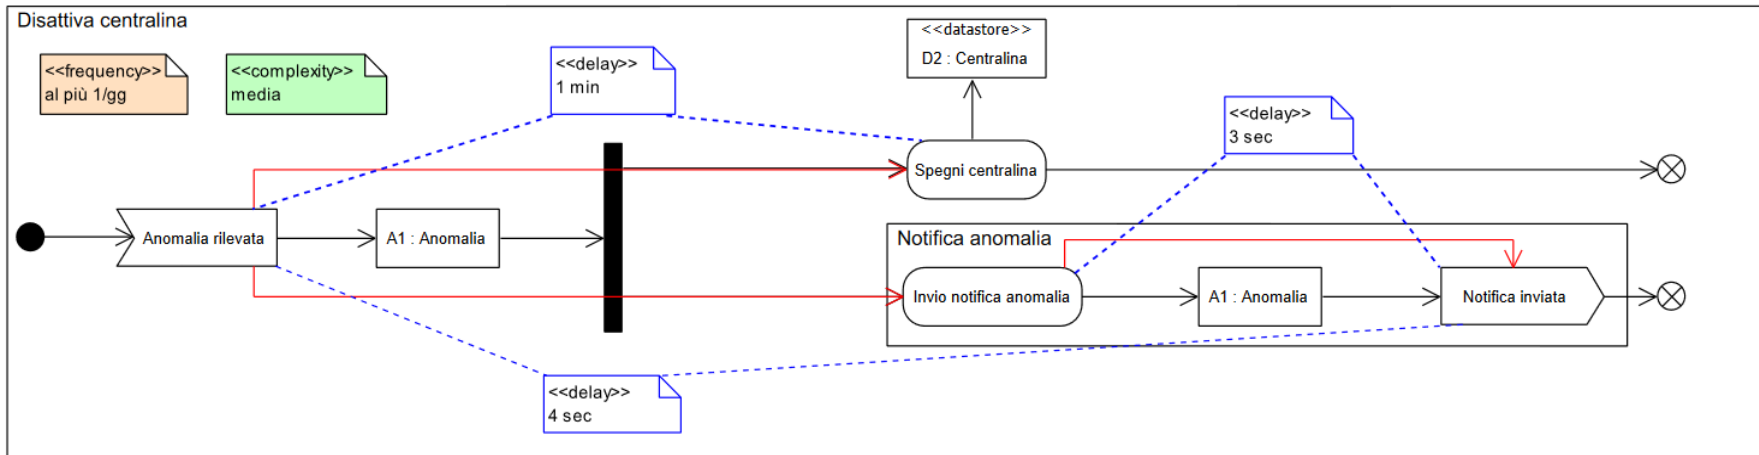 Disattiva centralina
<<frequency>>
al più 1/gg
<<complexity>>
media
<<delay>>
1 min
<<datastore>>
D2 : Centralina
<<delay>>
3 sec
Spegni centralina
Anomalia rilevata
A1 : Anomalia
Notifica anomalia
Invio notifica anomalia
A1 : Anomalia
Notifica inviata
<<delay>>
4 sec